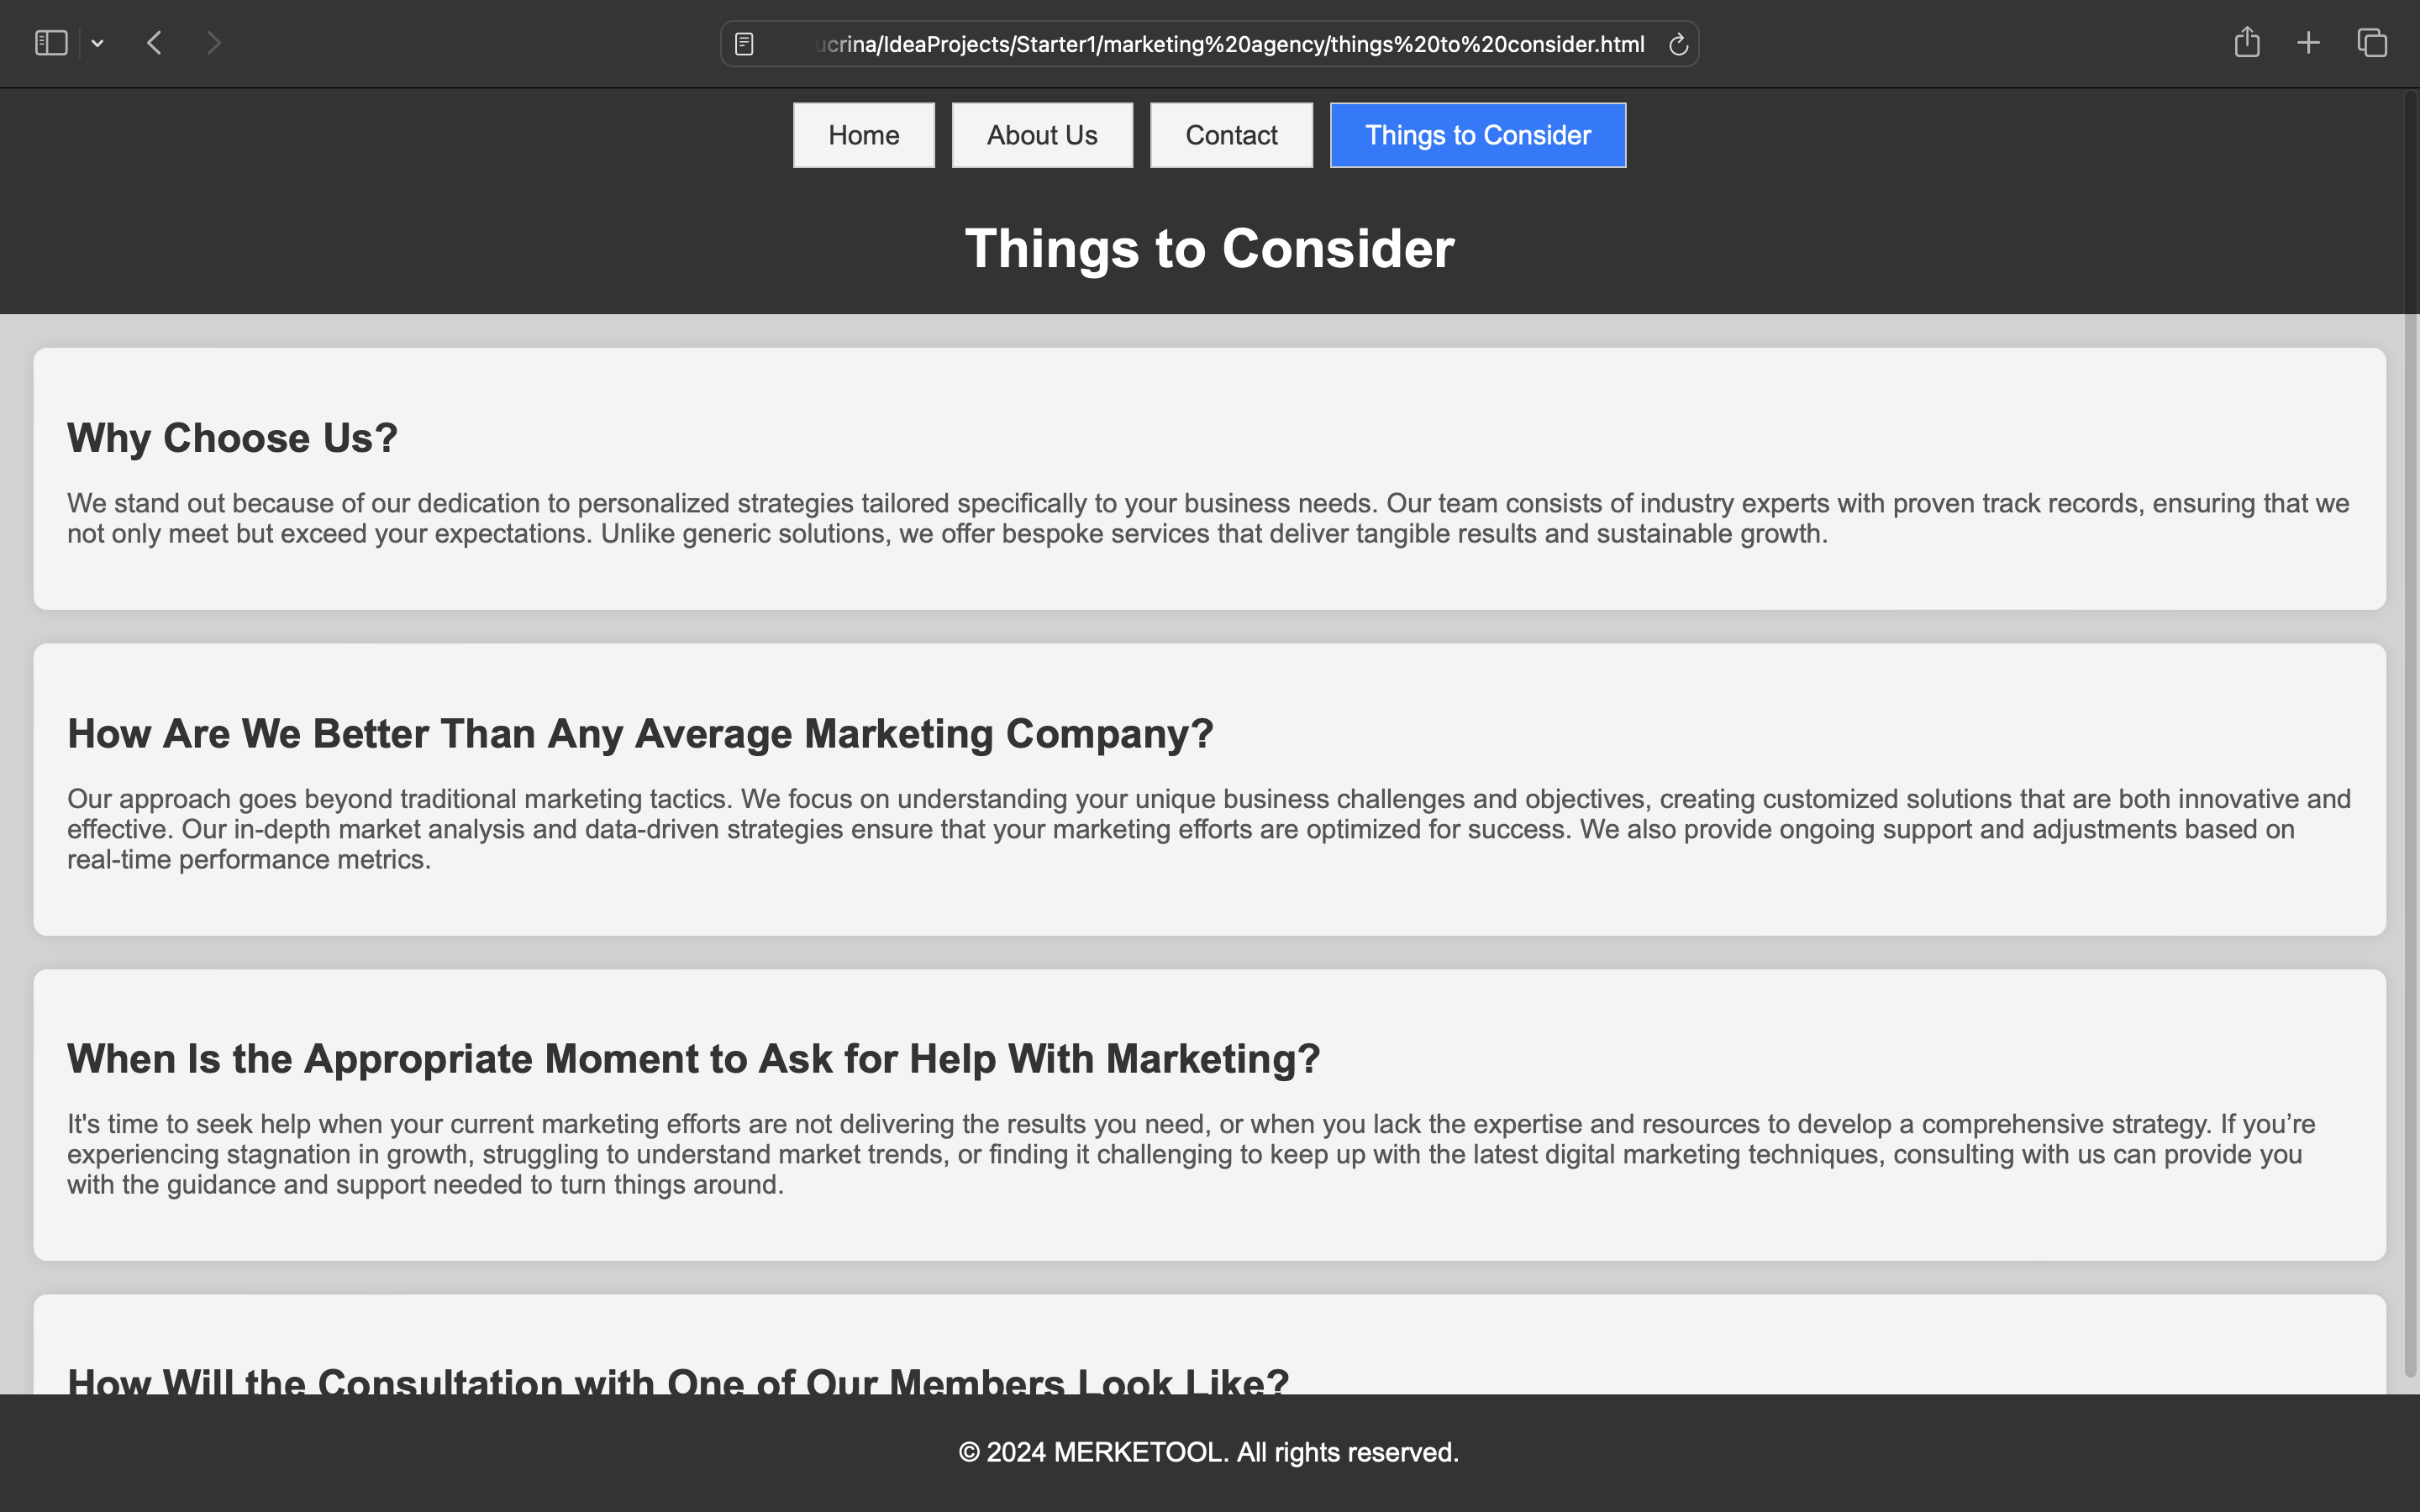 ucrina/IdeaProjects/Starter1/marketing%20agency/things%20to%20consider.html
Home
About Us
Contact
Things to Consider
Things to Consider
Why Choose Us?
We stand out because of our dedication to personalized strategies tailored specifically to your business needs. Our team consists of industry experts with proven track records, ensuring that we
not only meet but exceed your expectations. Unlike generic solutions, we offer bespoke services that deliver tangible results and sustainable growth.
How Are We Better Than Any Average Marketing Company?
Our approach goes beyond traditional marketing tactics. We focus on understanding your unique business challenges and objectives, creating customized solutions that are both innovative and
effective. Our in-depth market analysis and data-driven strategies ensure that your marketing efforts are optimized for success. We also provide ongoing support and adjustments based on
real-time performance metrics.
When Is the Appropriate Moment to Ask for Help With Marketing?
It's time to seek help when your current marketing efforts are not delivering the results you need, or when you lack the expertise and resources to develop a comprehensive strategy. If you’re
experiencing stagnation in growth, struggling to understand market trends, or finding it challenging to keep up with the latest digital marketing techniques, consulting with us can provide you
with the guidance and support needed to turn things around.
How Will the Consultation with One of Our Members Look Like?
© 2024 MERKETOOL. All rights reserved.